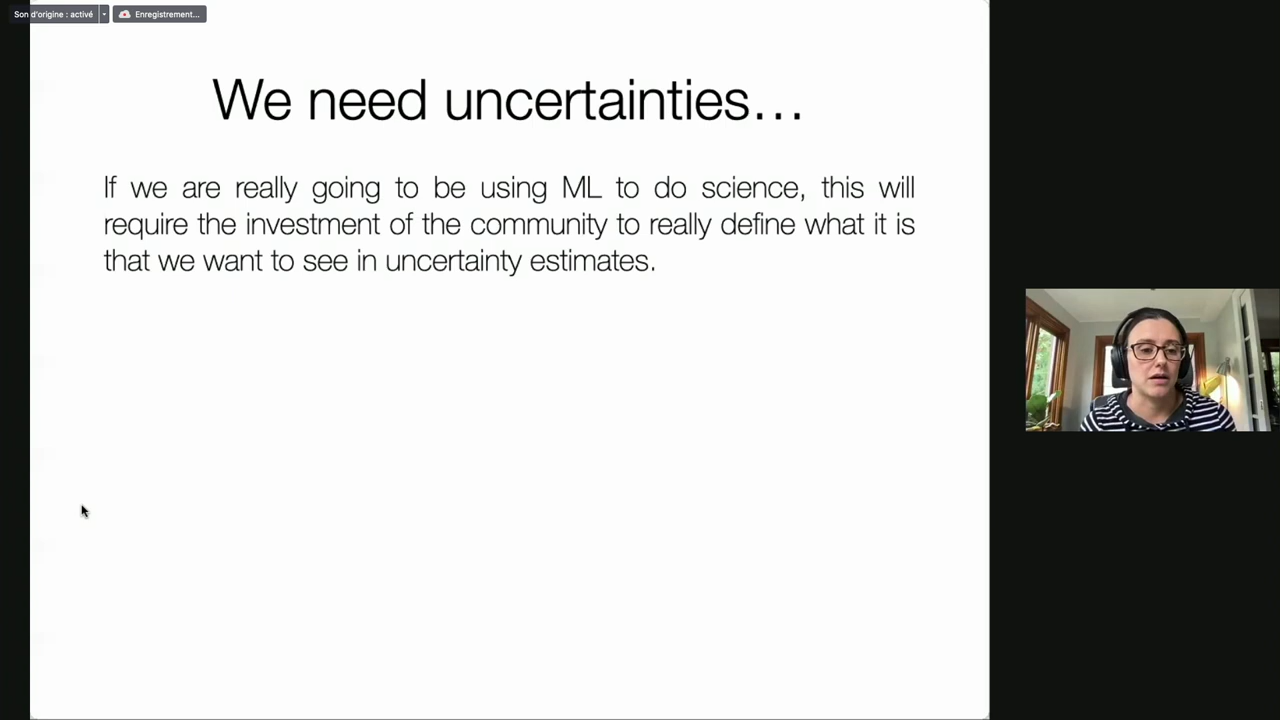 Son d'origine : activé
Enregistrement...
We need uncertainties...
If we are really going to be using ML to do science, this will
require the investment of the community to really define what it is
that we want to see in uncertainty estimates.